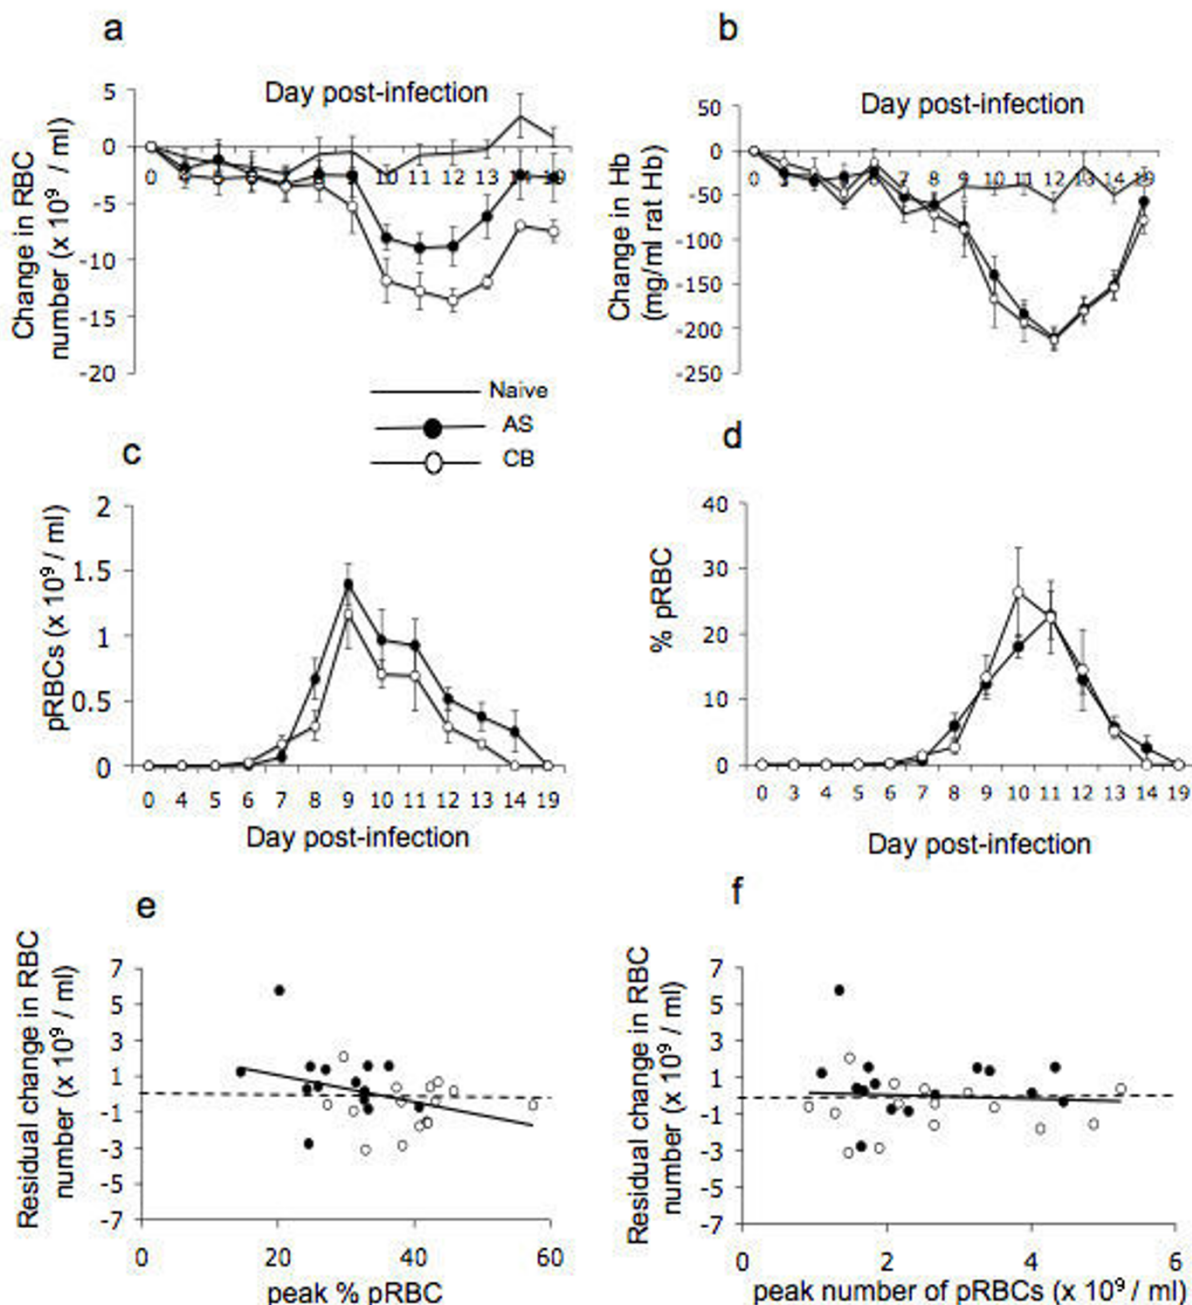 a
Day post-infection
Change in RBC
number (x 10⁹ / ml)
5
0
-5
-10
-15
-20
0 10 11 12 13 14 19
b
Day post-infection
Change in Hb
(mg/ml rat Hb)
50
0
-50
-100
-150
-200
-250
0 3 4 5 6 7 8 9 10 11 12 13 14 19
Naive
AS
CB
c
pRBCs (x 10⁹ / ml)
2
1.5
1
0.5
0
0 4 5 6 7 8 9 10 11 12 13 14 19
Day post-infection
d
% pRBC
40
30
20
10
0
0 3 4 5 6 7 8 9 10 11 12 13 14 19
Day post-infection
e
Residual change in RBC
number (x 10⁹ / ml)
7
5
3
1
-1
-3
-5
-7
0 20 40 60
peak % pRBC
f
Residual change in RBC
number (x 10⁹ / ml)
7
5
3
1
-1
-3
-5
-7
0 2 4 6
peak number of pRBCs (x 10⁹ / ml)